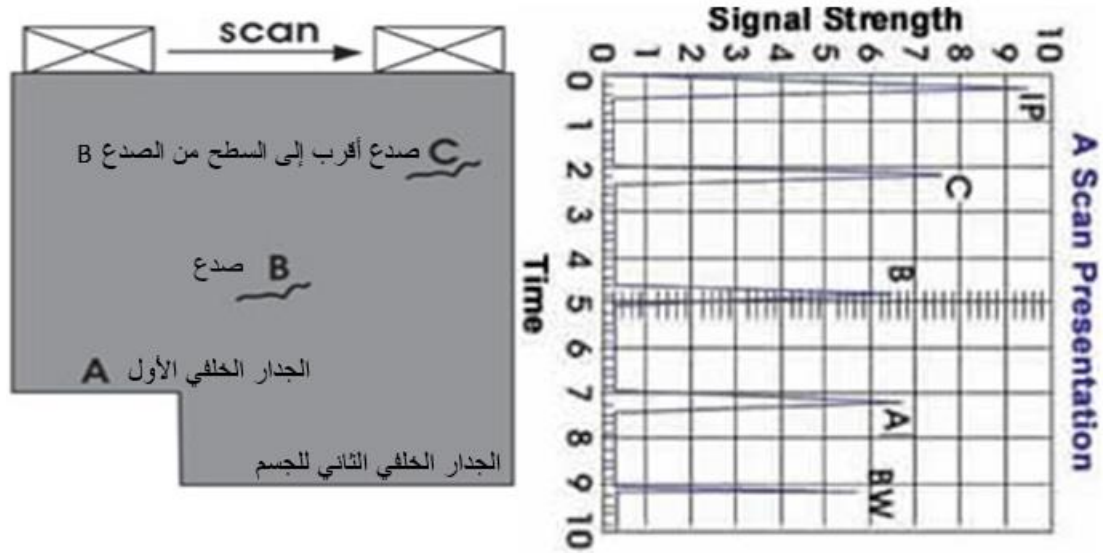 scan
C صدع أقرب إلى السطح من الصدع B
B صدع
الجدار الخلفي الأول A
الجدار الخلفي الثاني للجسم
Signal Strength
0 1 2 3 4 5 6 7 8 9 10
Time
0
1
2
3
4
5
6
7
8
9
10
IP
C
B
A
BW
A Scan Presentation